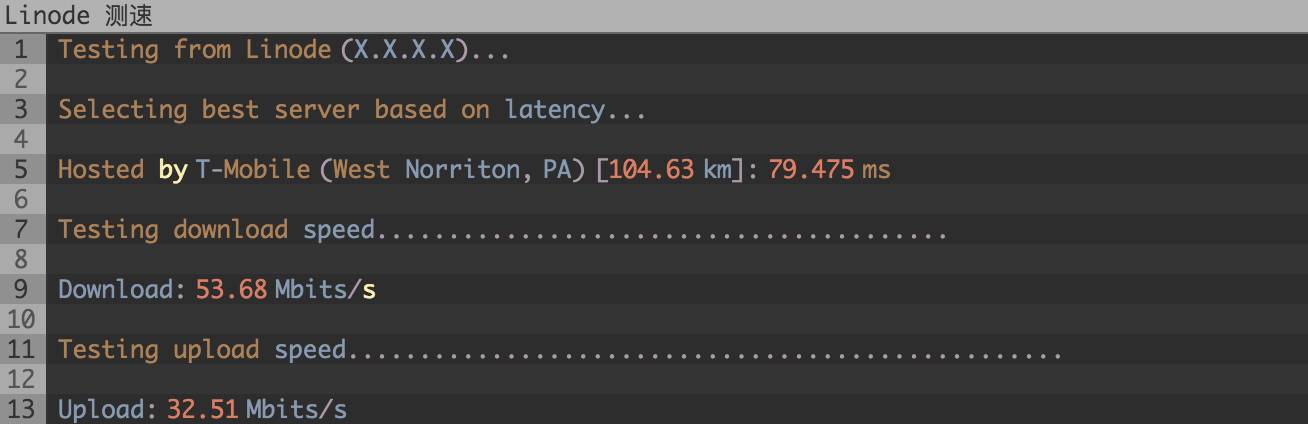 Linode 测速
1 Testing from Linode (X.X.X.X)...
2
3 Selecting best server based on latency...
4
5 Hosted by T-Mobile (West Norriton, PA) [104.63 km]: 79.475 ms
6
7 Testing download speed........................................
8
9 Download: 53.68 Mbits/s
10
11 Testing upload speed..................................................
12
13 Upload: 32.51 Mbits/s